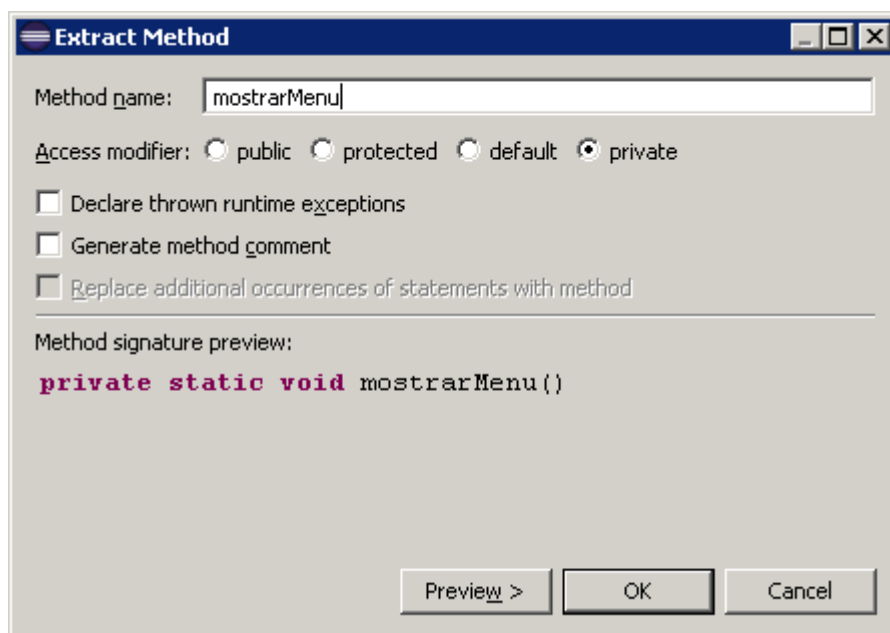 Extract Method
Method name: mostrarMenu
Access modifier: public protected default private
Declare thrown runtime exceptions
Generate method comment
Replace additional occurrences of statements with method
Method signature preview:
private static void mostrarMenu()
Preview > OK Cancel